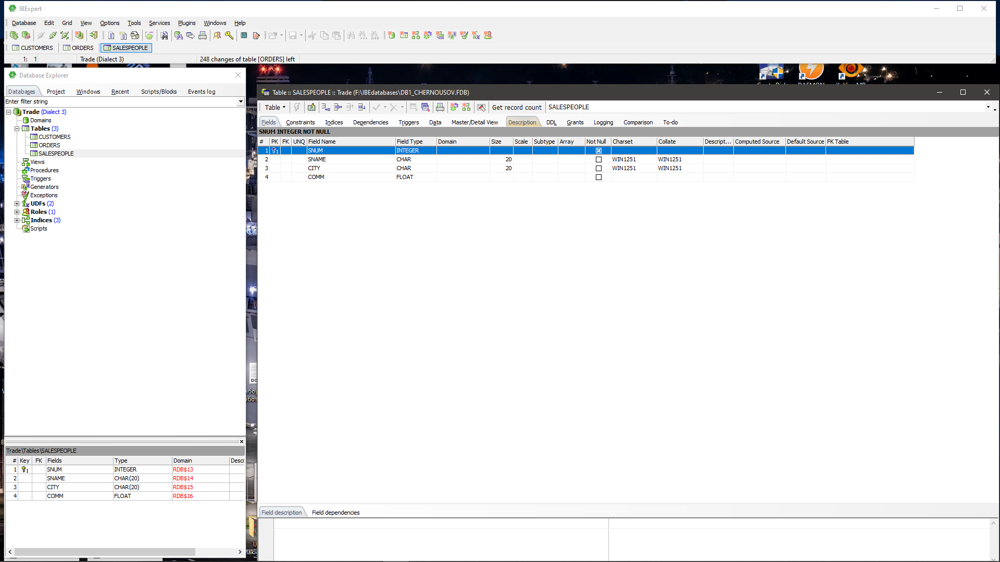 IBExpert
Database Edit Grid View Options Tools Services Plugins Windows Help
CUSTOMERS ORDERS SALESPEOPLE
1: 1 Trade (Dialect 3) 248 changes of table [ORDERS] left
Database Explorer
Databases Project Windows Recent Scripts/Blocks Events log
Enter filter string
Trade (Dialect 3)
Domains
Tables (3)
CUSTOMERS
ORDERS
SALESPEOPLE
Views
Procedures
Triggers
Generators
Exceptions
UDFs (2)
Roles (1)
Indices (3)
Scripts
Trade\Tables\SALESPEOPLE
# Key FK Fields Type Domain Descr
1 1 SNUM INTEGER RDB$13
2 SNAME CHAR(20) RDB$14
3 CITY CHAR(20) RDB$15
4 COMM FLOAT RDB$16
Table :: SALESPEOPLE :: Trade (F:\IBEdatabases\DB1_CHERNOUSOV.FDB)
Table Get record count SALESPEOPLE
Fields Constraints Indices Dependencies Triggers Data Master/Detail View Description DDL Grants Logging Comparison To-do
SNUM INTEGER NOT NULL
# PK FK UNQ Field Name Field Type Domain Size Scale Subtype Array Not Null Charset Collate Descript... Computed Source Default Source FK Table
1 1 SNUM INTEGER
2 SNAME CHAR 20 WIN1251 WIN1251
3 CITY CHAR 20 WIN1251 WIN1251
4 COMM FLOAT
Field description Field dependencies